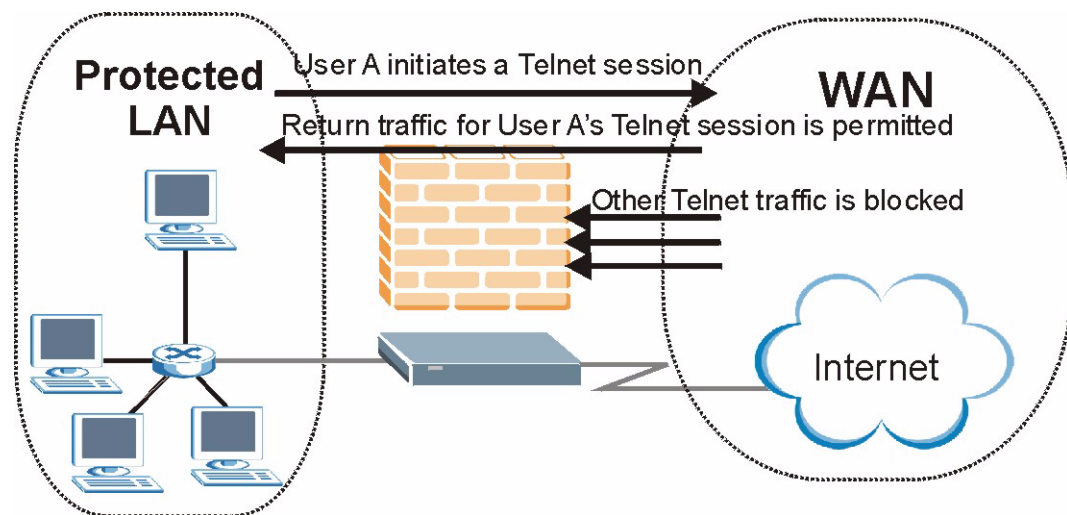 Protected
LAN
User A initiates a Telnet session
WAN
Return traffic for User A's Telnet session is permitted
Other Telnet traffic is blocked
Internet